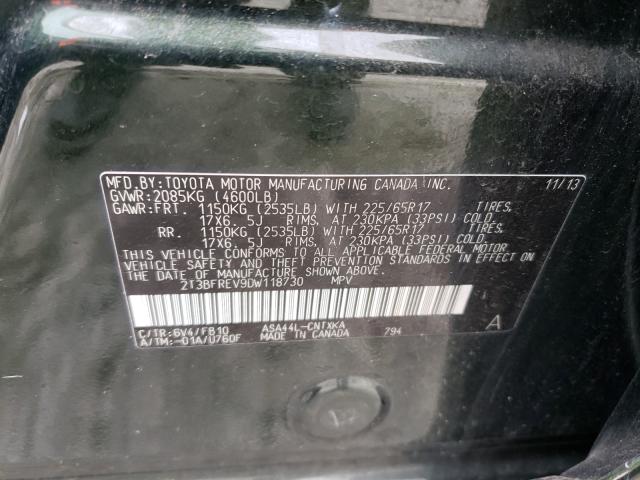 MFD.BY:TOYOTA MOTOR MANUFACTURING CANADA INC. 11/13
GVWR:2085KG (4600LB)
GAWR:FRT. 1150KG (2535LB) WITH 225/65R17 TIRES,
17X6.5J RIMS, AT 230KPA (33PSI) COLD.
RR. 1150KG (2535LB) WITH 225/65R17 TIRES,
17X6.5J RIMS, AT 230KPA (33PSI) COLD.
THIS VEHICLE CONFORMS TO ALL APPLICABLE FEDERAL MOTOR
VEHICLE SAFETY AND THEFT PREVENTION STANDARDS IN EFFECT ON
THE DATE OF MANUFACTURE SHOWN ABOVE.
2T3BFREV9DW118730 MPV
C/TR:6V4/FB10 ASA44L-CNTXKA
A/TM:-01A/U760F MADE IN CANADA 794 A